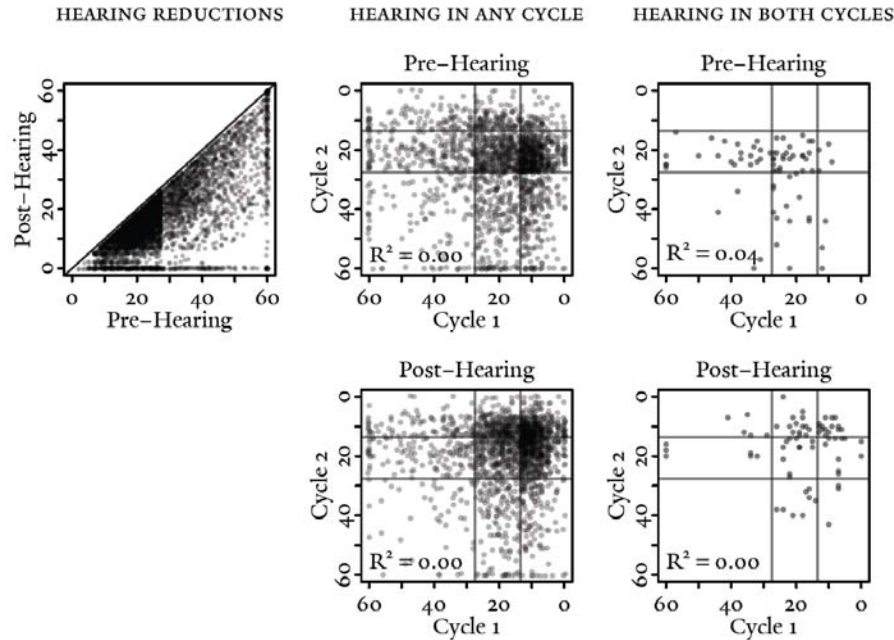 HEARING REDUCTIONS
HEARING IN ANY CYCLE
HEARING IN BOTH CYCLES
Post–Hearing
0 20 40 60
0 20 40 60
Pre–Hearing
Pre–Hearing
Cycle 2
0 20 40 60
R² = 0.00
60 40 20 0
Cycle 1
Pre–Hearing
Cycle 2
0 20 40 60
R² = 0.04
60 40 20 0
Cycle 1
Post–Hearing
Cycle 2
0 20 40 60
R² = 0.00
60 40 20 0
Cycle 1
Post–Hearing
Cycle 2
0 20 40 60
R² = 0.00
60 40 20 0
Cycle 1